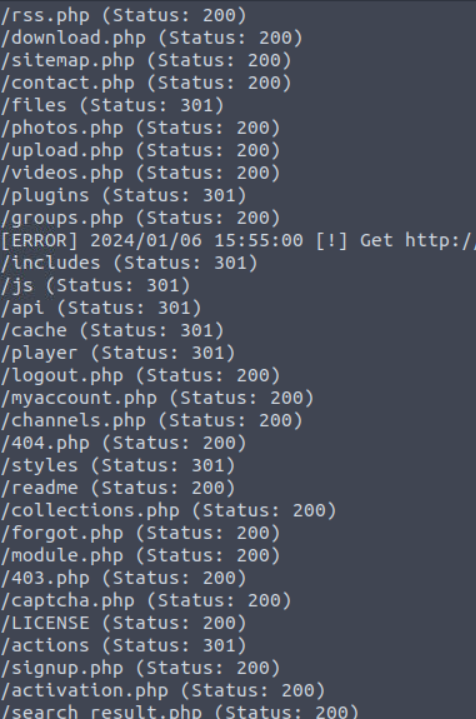 /rss.php (Status: 200)
/download.php (Status: 200)
/sitemap.php (Status: 200)
/contact.php (Status: 200)
/files (Status: 301)
/photos.php (Status: 200)
/upload.php (Status: 200)
/videos.php (Status: 200)
/plugins (Status: 301)
/groups.php (Status: 200)
[ERROR] 2024/01/06 15:55:00 [!] Get http:/
/includes (Status: 301)
/js (Status: 301)
/api (Status: 301)
/cache (Status: 301)
/player (Status: 301)
/logout.php (Status: 200)
/myaccount.php (Status: 200)
/channels.php (Status: 200)
/404.php (Status: 200)
/styles (Status: 301)
/readme (Status: 200)
/collections.php (Status: 200)
/forgot.php (Status: 200)
/module.php (Status: 200)
/403.php (Status: 200)
/captcha.php (Status: 200)
/LICENSE (Status: 200)
/actions (Status: 301)
/signup.php (Status: 200)
/activation.php (Status: 200)
/search_result.php (Status: 200)